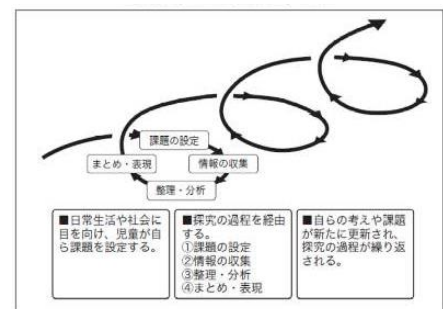 課題の設定
まとめ・表現
情報の収集
整理・分析
■日常生活や社会に
目を向け、児童が自
ら課題を設定する。
■探究の過程を経由
する。
①課題の設定
②情報の収集
③整理・分析
④まとめ・表現
■自らの考えや課題
が新たに更新され、
探究の過程が繰り返
される。